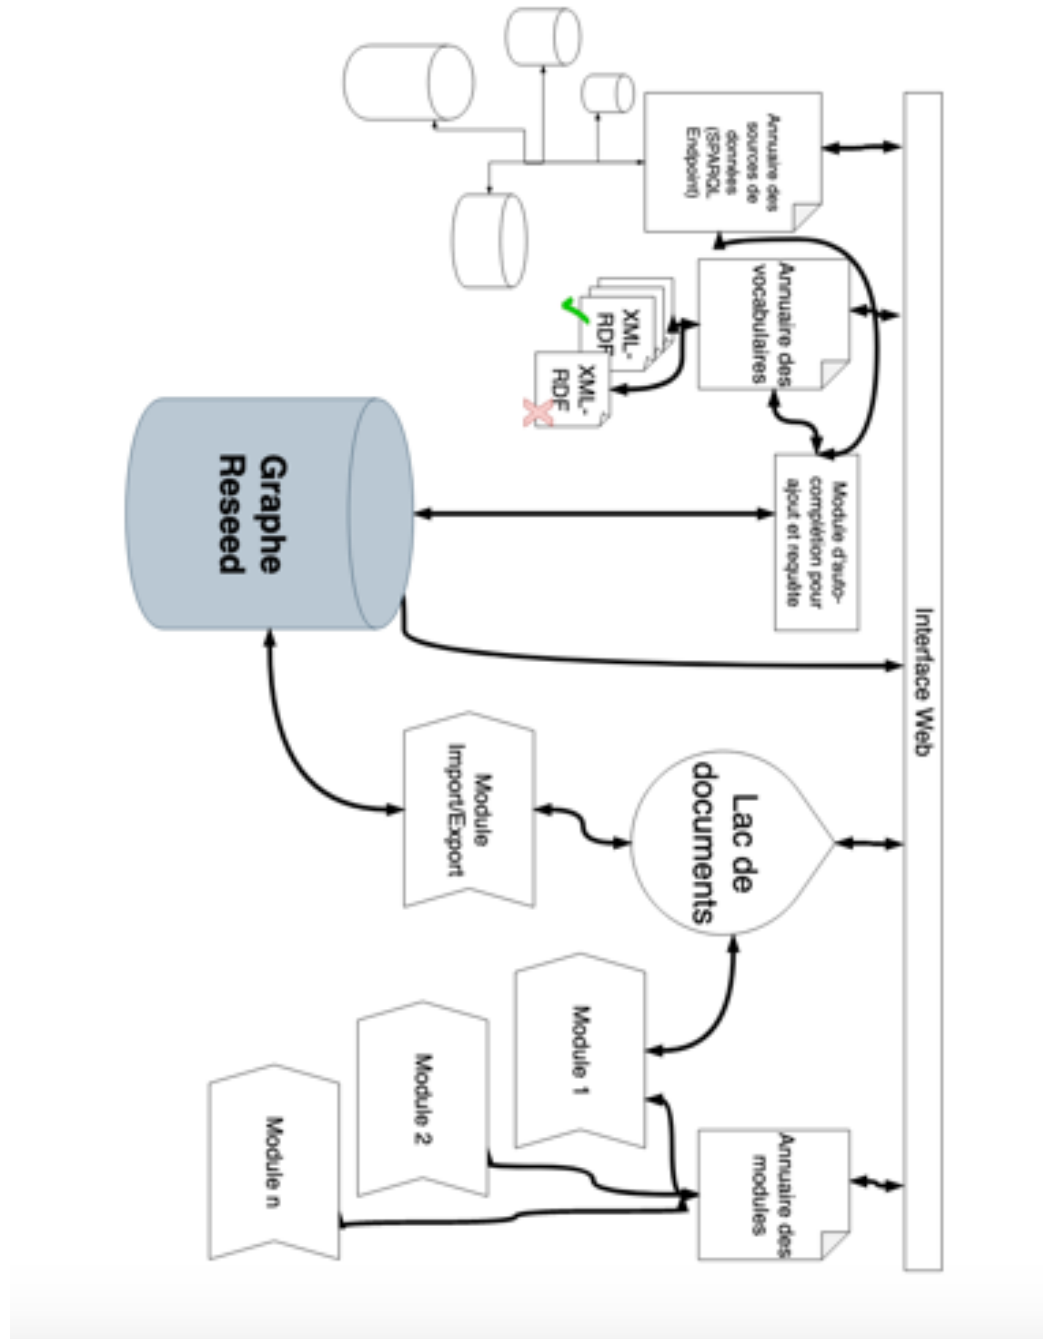 Interface Web
Annuaire des
sources de
données
(SPARQL
Endpoint)
Annuaire des
vocabulaires
XML-
RDF
XML-
RDF
Module d'auto-
complétion pour
ajout et requête
Graphe
Reseed
Module
Import/Export
Lac de
documents
Module 1
Module 2
Module n
Annuaire des
modules